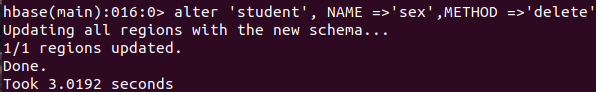 hbase(main):016:0> alter 'student', NAME =>'sex',METHOD =>'delete'
Updating all regions with the new schema...
1/1 regions updated.
Done.
Took 3.0192 seconds